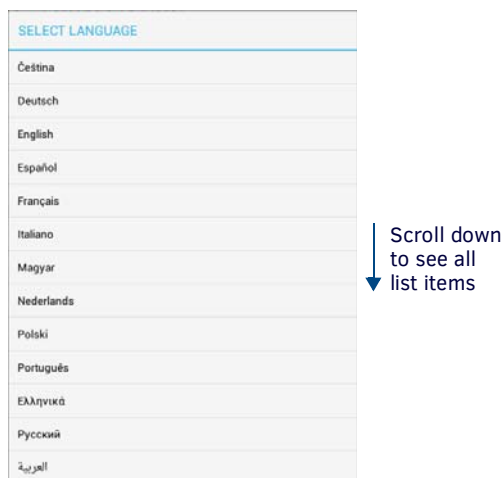 SELECT LANGUAGE
Čeština
Deutsch
English
Español
Français
Italiano
Magyar
Nederlands
Polski
Português
Ελληνικά
Русский
العربية
Scroll down
to see all
list items